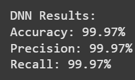 DNN Results:
Accuracy: 99.97%
Precision: 99.97%
Recall: 99.97%